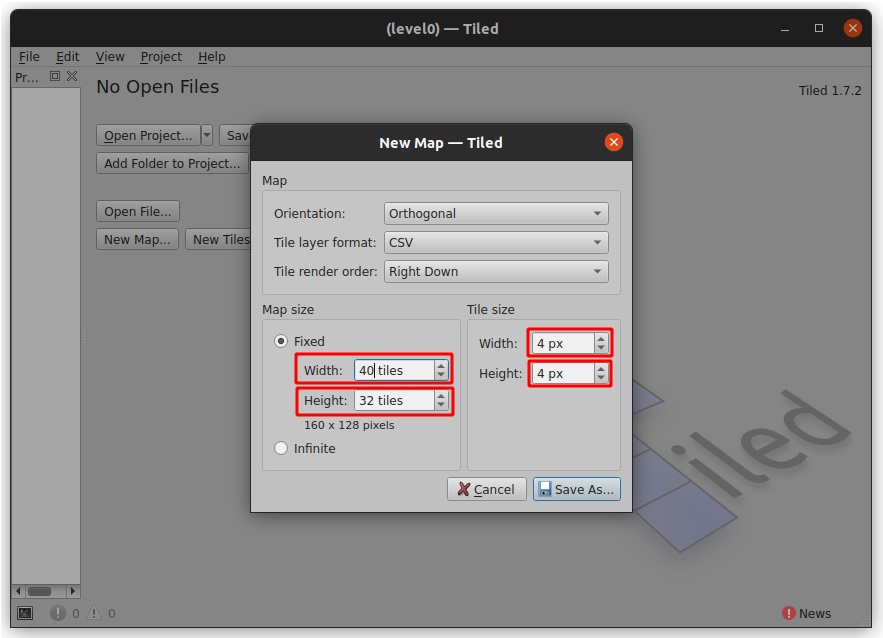 (level0) — Tiled
File Edit View Project Help
Pr...
No Open Files
Tiled 1.7.2
Open Project...
Sav
Add Folder to Project...
Open File...
New Map...
New Tiles
New Map — Tiled
Map
Orientation: Orthogonal
Tile layer format: CSV
Tile render order: Right Down
Map size
Fixed
Width: 40 tiles
Height: 32 tiles
160 x 128 pixels
Infinite
Tile size
Width: 4 px
Height: 4 px
Cancel
Save As...
iled
0 0
News